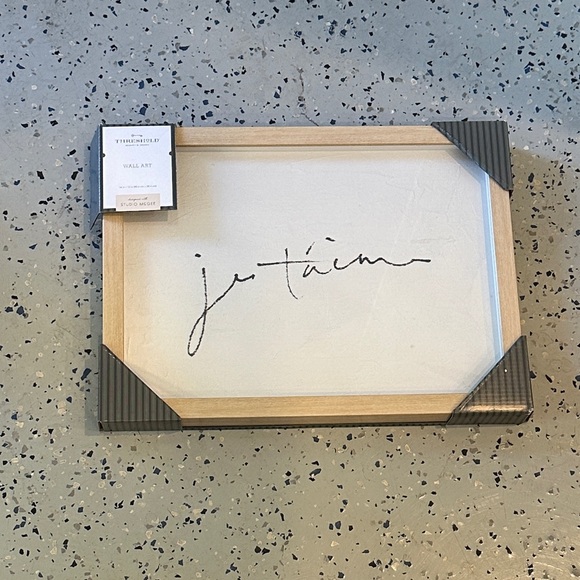 THRESHOLD
WALL ART
STUDIO MCGEE
je t'aime